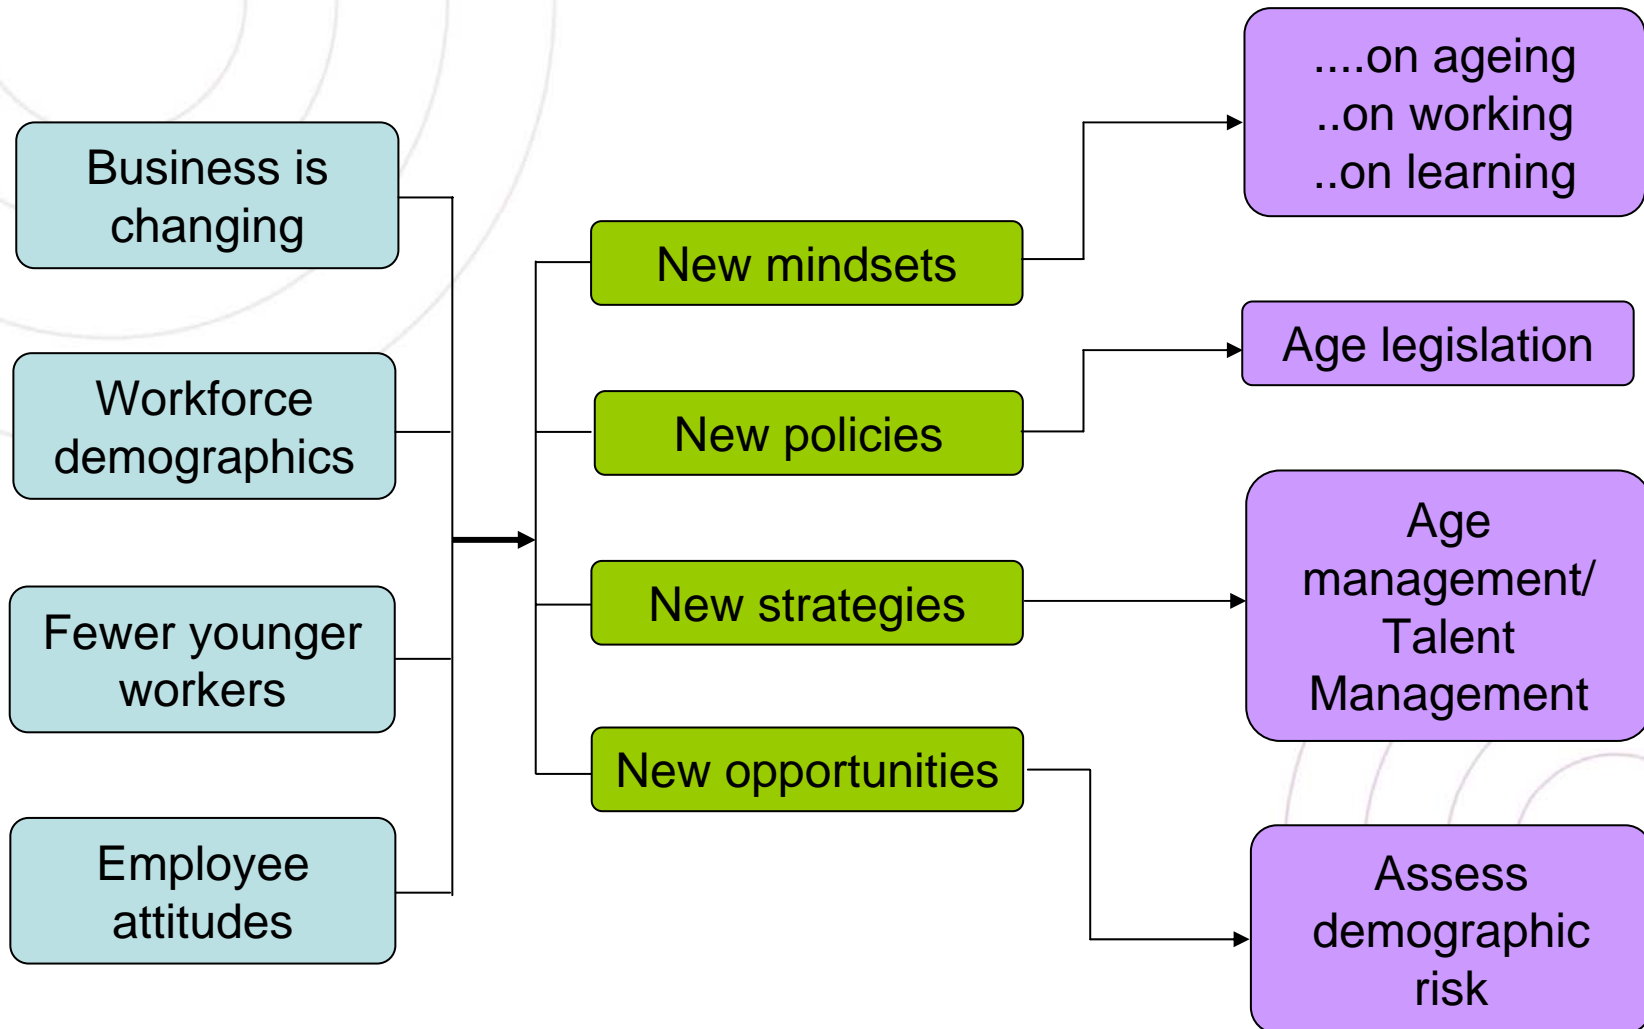 Business is
changing
Workforce
demographics
Fewer younger
workers
Employee
attitudes
New mindsets
New policies
New strategies
New opportunities
....on ageing
..on working
..on learning
Age legislation
Age
management/
Talent
Management
Assess
demographic
risk